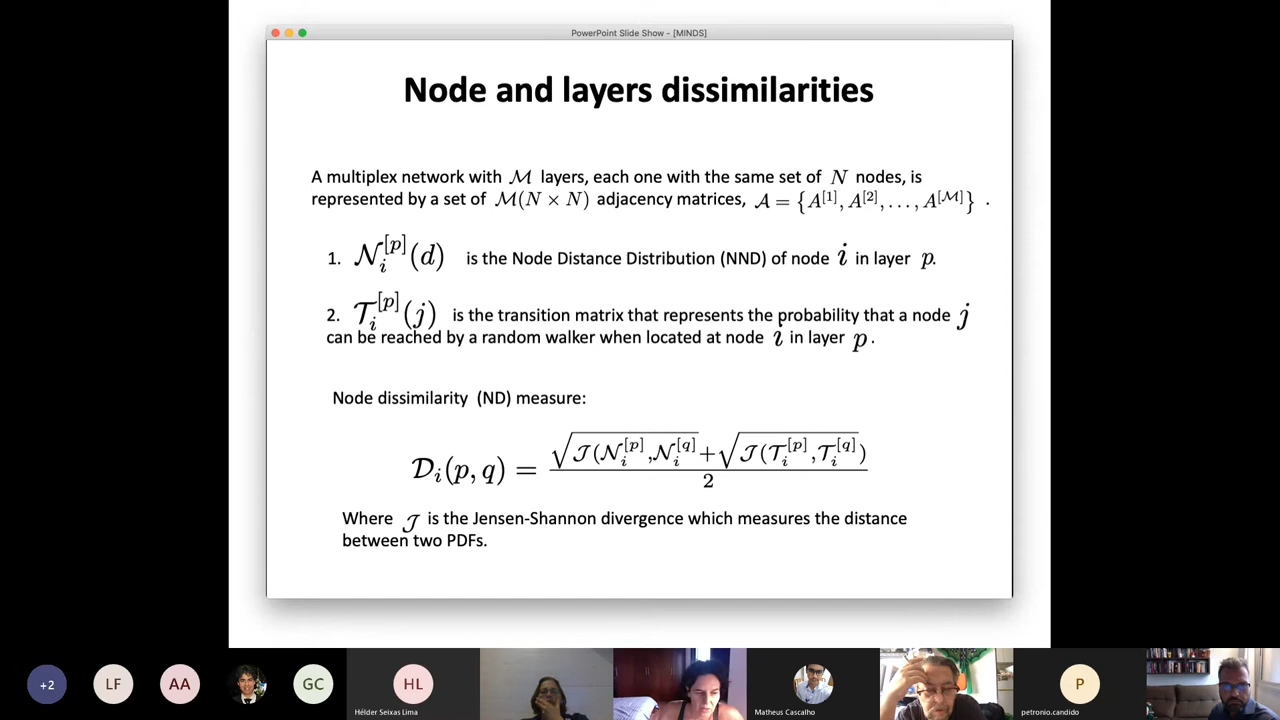 PowerPoint Slide Show - [MINDS]
Node and layers dissimilarities
A multiplex network with ℳ layers, each one with the same set of N nodes, is
represented by a set of ℳ(N × N) adjacency matrices, 𝒜 = {A^[1], A^[2], . . . , A^[ℳ]} .
1. 𝒩_i^[p](d) is the Node Distance Distribution (NND) of node i in layer p.
2. 𝒯_i^[p](j) is the transition matrix that represents the probability that a node j
can be reached by a random walker when located at node i in layer p .
Node dissimilarity (ND) measure:
𝒟_i(p, q) = (√𝒥(𝒩_i^[p],𝒩_i^[q] + √𝒥(𝒯_i^[p],𝒯_i^[q])) / 2
Where 𝒥 is the Jensen-Shannon divergence which measures the distance
between two PDFs.
+2 LF AA GC HL P
Hélder Seixas Lima Matheus Cascalho petronio.candido